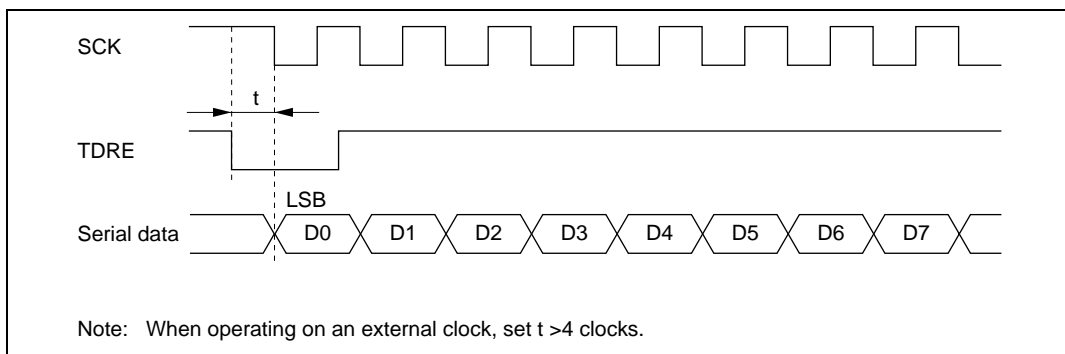 SCK
t
TDRE
LSB
Serial data
D0 D1 D2 D3 D4 D5 D6 D7
Note: When operating on an external clock, set t >4 clocks.